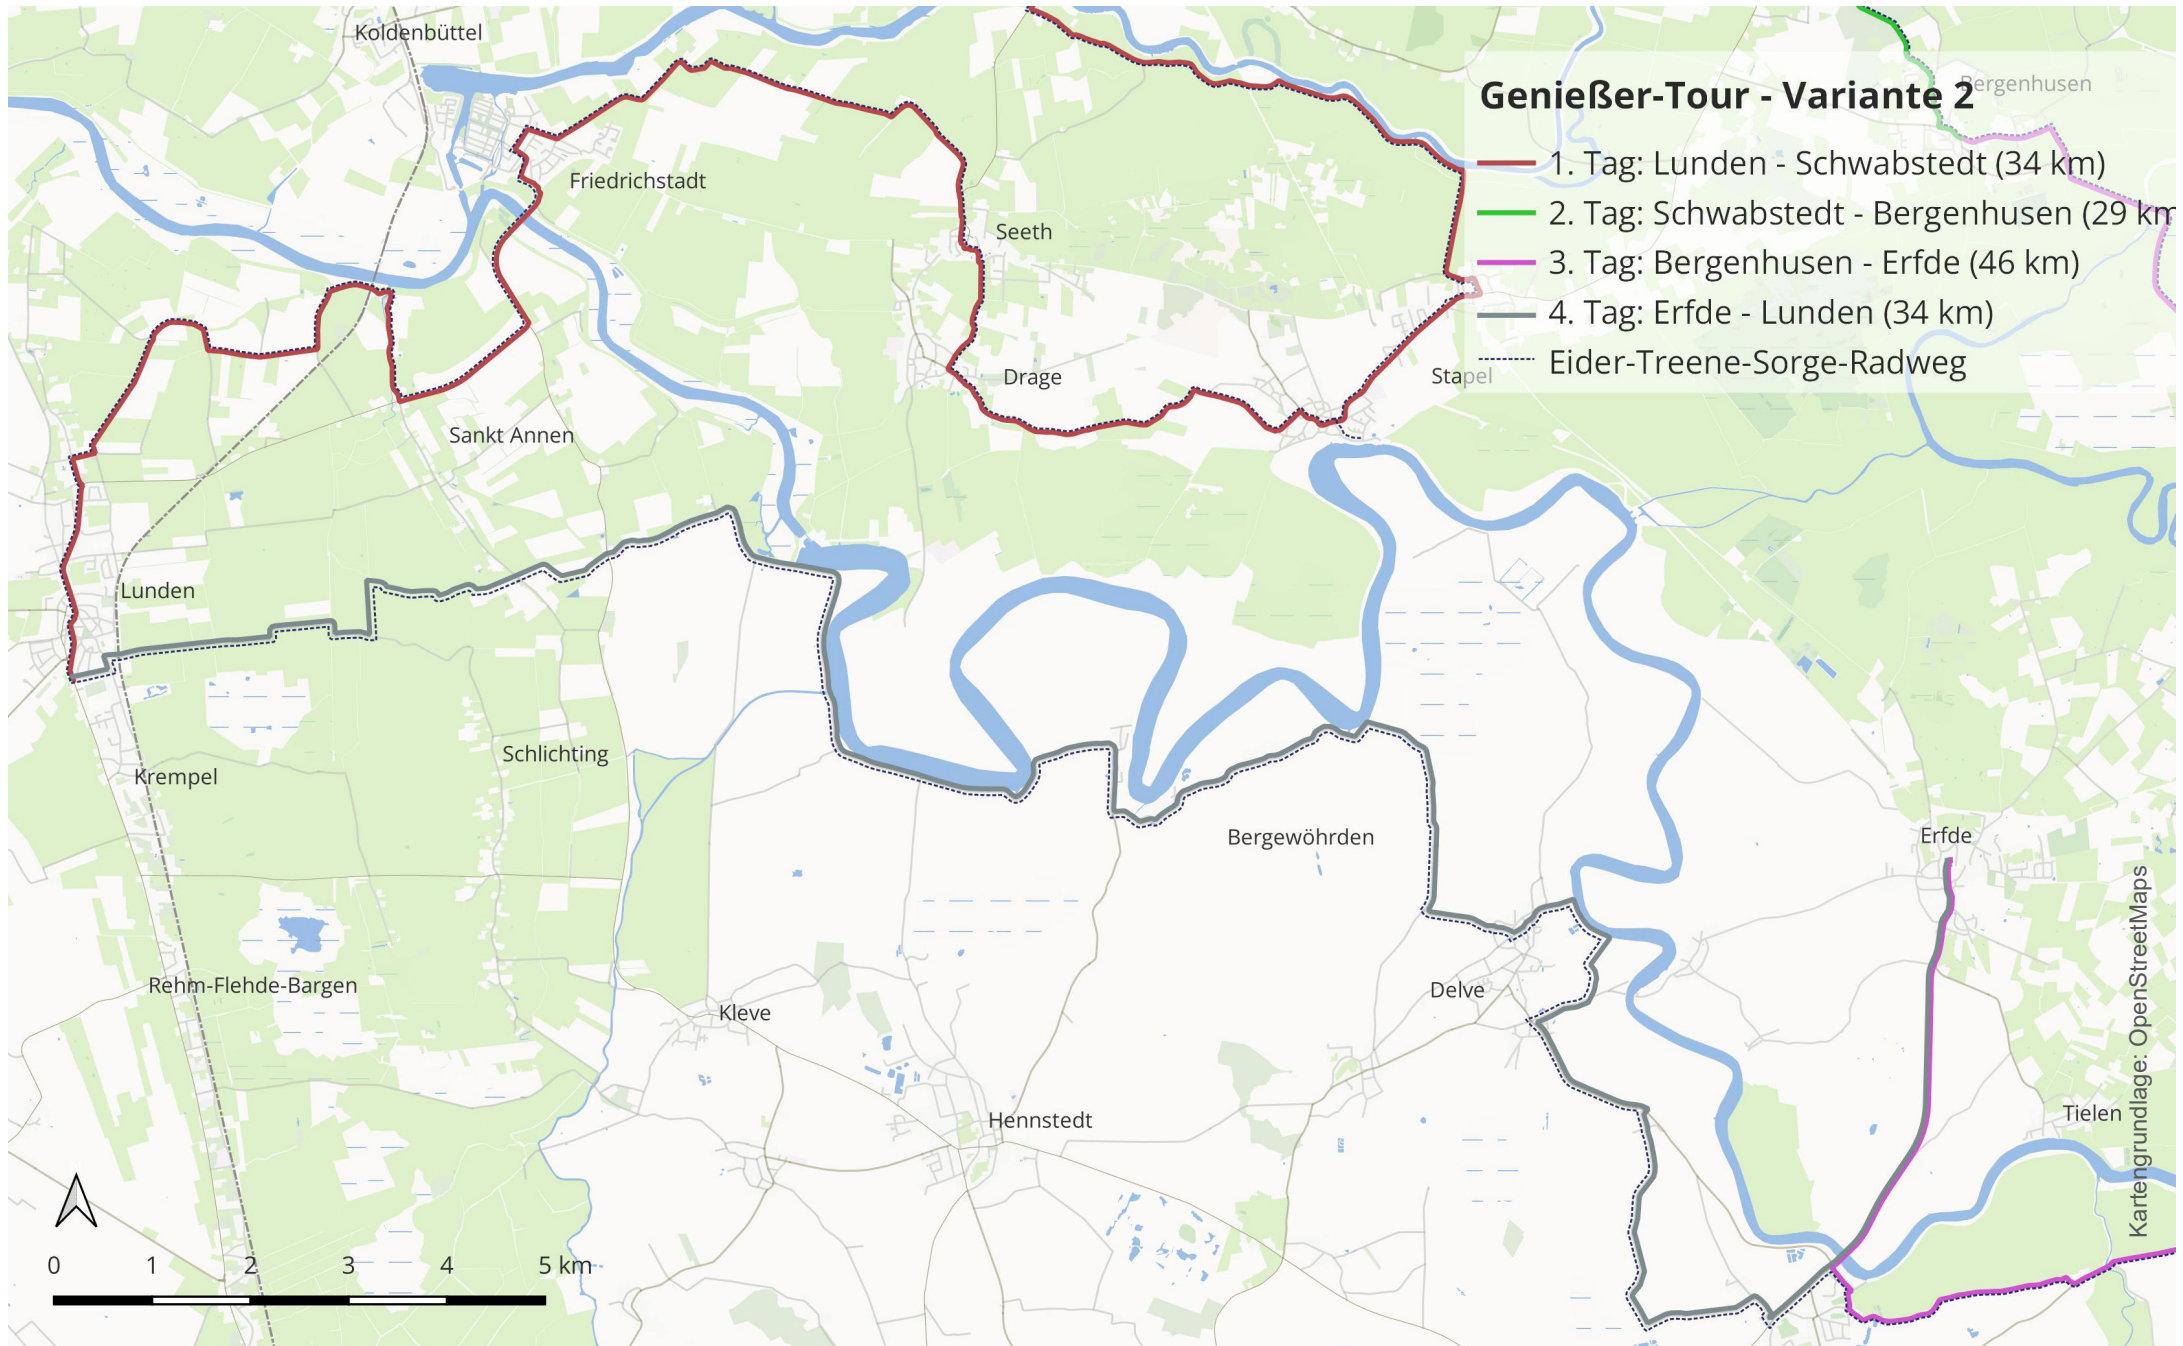 Koldenbüttel
Bergenhusen
Genießer-Tour - Variante 2
1. Tag: Lunden - Schwabstedt (34 km)
2. Tag: Schwabstedt - Bergenhusen (29 km
3. Tag: Bergenhusen - Erfde (46 km)
4. Tag: Erfde - Lunden (34 km)
Eider-Treene-Sorge-Radweg
Friedrichstadt
Seeth
Drage
Stapel
Sankt Annen
Lunden
Schlichting
Krempel
Bergewöhrden
Erfde
Rehm-Flehde-Bargen
Kleve
Delve
Hennstedt
Tielen
Kartengrundlage: OpenStreetMaps
0 1 2 3 4 5 km